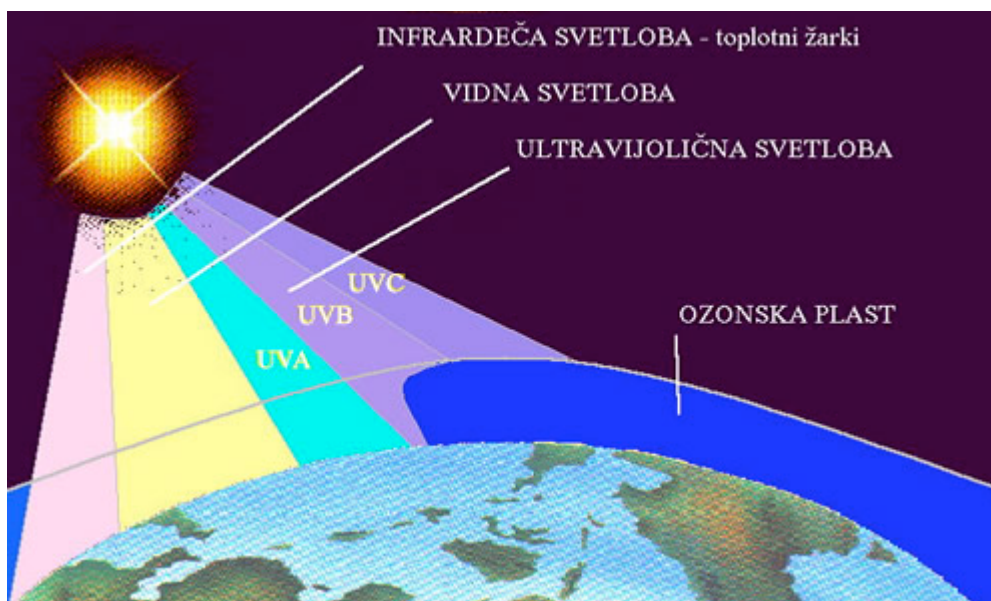 INFRARDEČA SVETLOBA - toplotni žarki
VIDNA SVETLOBA
ULTRAVIJOLIČNA SVETLOBA
UVC
UVB
OZONSKA PLAST
UVA